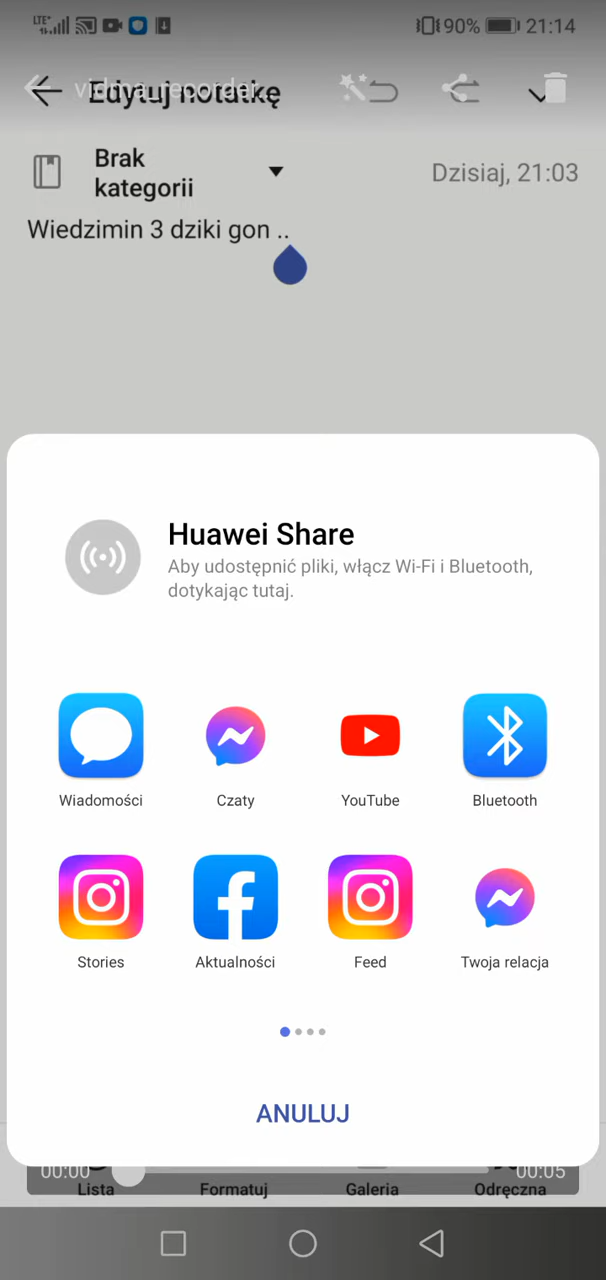 LTE
90% 21:14
Edytuj notatkę
Brak
kategorii
Dzisiaj, 21:03
Wiedzimin 3 dziki gon ..
Huawei Share
Aby udostępnić pliki, włącz Wi-Fi i Bluetooth,
dotykając tutaj.
Wiadomości Czaty YouTube Bluetooth
Stories Aktualności Feed Twoja relacja
ANULUJ
00:00 00:05
Lista Formatuj Galeria Odręczna